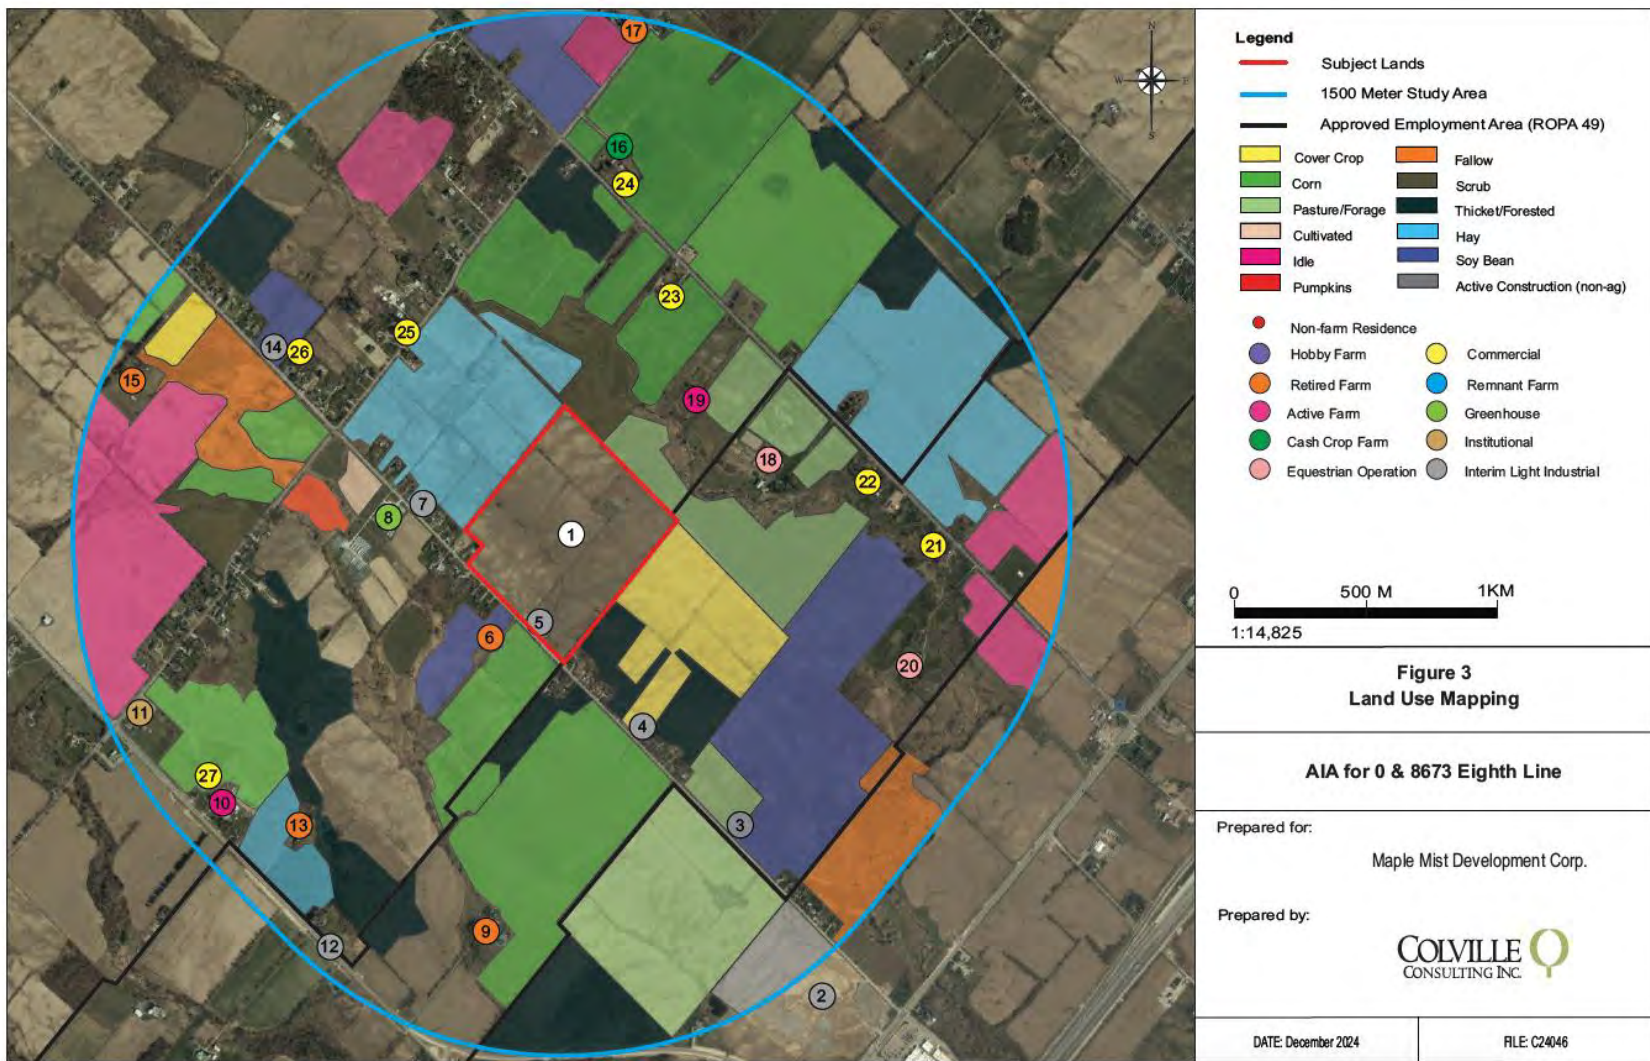 17
N
W
E
S
16
24
23
25
14
26
15
19
18
22
7
8
1
21
5
6
20
11
4
27
10
13
3
9
12
2
Legend
Subject Lands
1500 Meter Study Area
Approved Employment Area (ROPA 49)
Cover Crop
Fallow
Corn
Scrub
Pasture/Forage
Thicket/Forested
Cultivated
Hay
Idle
Soy Bean
Pumpkins
Active Construction (non-ag)
Non-farm Residence
Hobby Farm
Commercial
Retired Farm
Remnant Farm
Active Farm
Greenhouse
Cash Crop Farm
Institutional
Equestrian Operation
Interim Light Industrial
0 500 M 1KM
1:14,825
Figure 3
Land Use Mapping
AIA for 0 & 8673 Eighth Line
Prepared for:
Maple Mist Development Corp.
Prepared by:
COLVILLE
CONSULTING INC.
DATE: December 2024
FILE: C24046